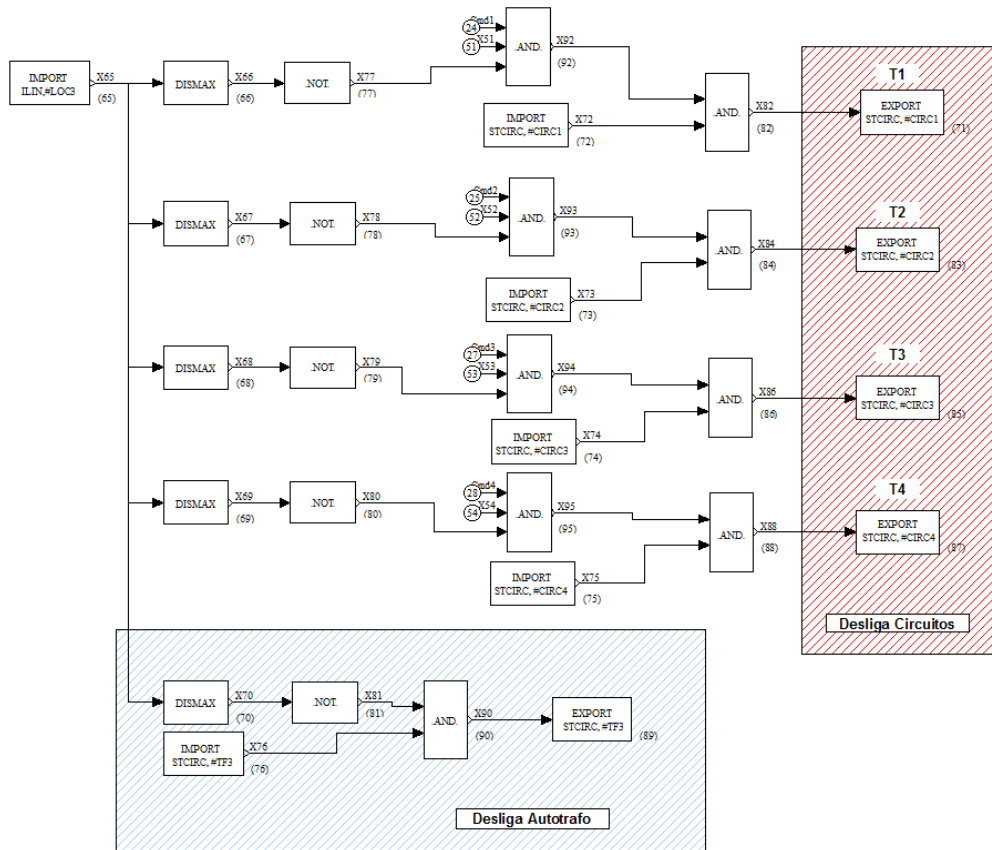 Cmd1
24
X51
51
.AND.
X92
(92)
T1
IMPORT
ILIN,#LOC3
X65
(65)
DISMAX
X66
(66)
.NOT.
X77
(77)
IMPORT
STCIRC, #CIRC1
X72
(72)
.AND.
X82
(82)
EXPORT
STCIRC, #CIRC1
(71)
Cmd2
25
X52
52
.AND.
X93
(93)
T2
DISMAX
X67
(67)
.NOT.
X78
(78)
IMPORT
STCIRC, #CIRC2
X73
(73)
.AND.
X84
(84)
EXPORT
STCIRC, #CIRC2
(83)
Cmd3
27
X53
53
.AND.
X94
(94)
T3
DISMAX
X68
(68)
.NOT.
X79
(79)
IMPORT
STCIRC, #CIRC3
X74
(74)
.AND.
X86
(86)
EXPORT
STCIRC, #CIRC3
(85)
Cmd4
28
X54
54
.AND.
X95
(95)
T4
DISMAX
X69
(69)
.NOT.
X80
(80)
IMPORT
STCIRC, #CIRC4
X75
(75)
.AND.
X88
(88)
EXPORT
STCIRC, #CIRC4
(87)
Desliga Circuitos
DISMAX
X70
(70)
.NOT.
X81
(81)
.AND.
X90
(90)
EXPORT
STCIRC, #TF3
(89)
IMPORT
STCIRC, #TF3
X76
(76)
Desliga Autotrafo